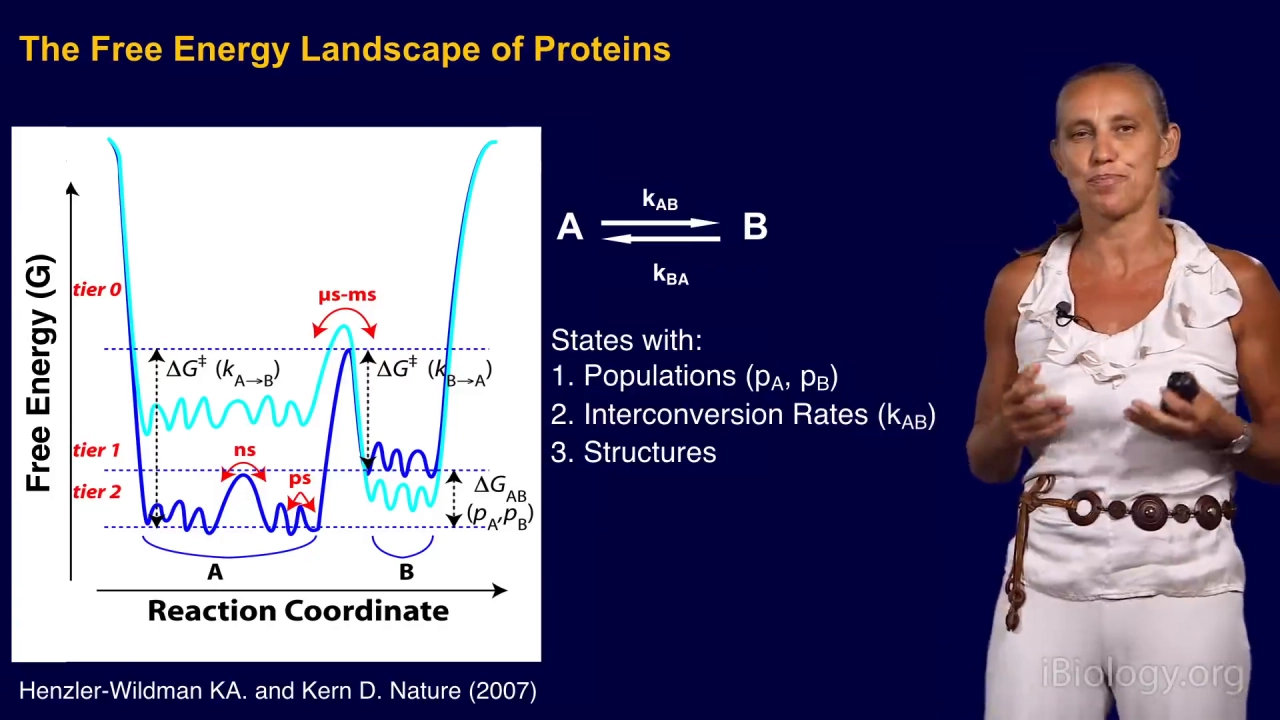 The Free Energy Landscape of Proteins
Free Energy (G)
tier 0
tier 1
tier 2
µs-ms
ΔG‡ (kA→B)
ΔG‡ (kB→A)
ns
ps
ΔGAB
(pA,pB)
A
B
Reaction Coordinate
kAB
A
B
kBA
States with:
1. Populations (pA, pB)
2. Interconversion Rates (kAB)
3. Structures
Henzler-Wildman KA. and Kern D. Nature (2007)
iBiology.org